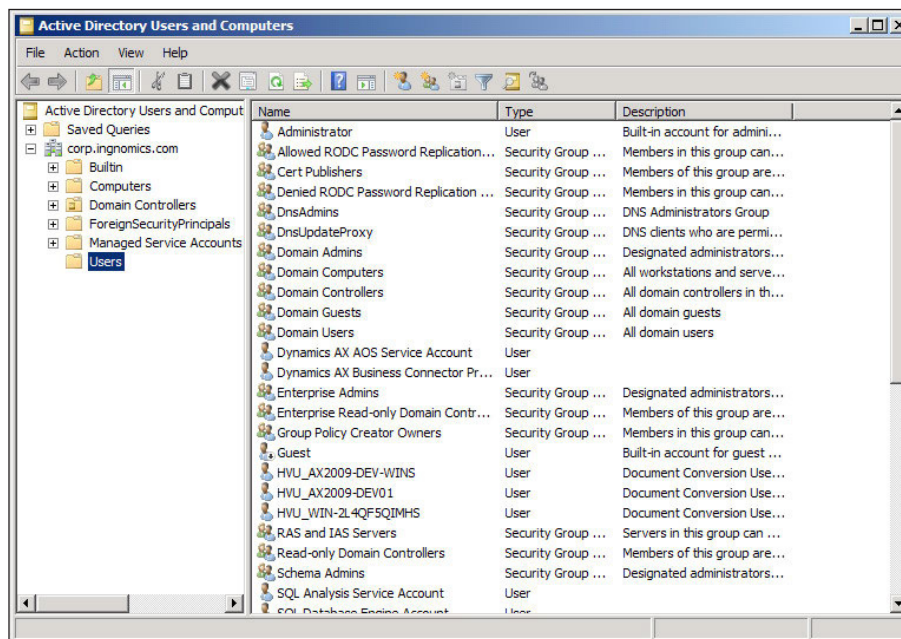 Active Directory Users and Computers
File Action View Help
Active Directory Users and Comput
Saved Queries
corp.ingnomics.com
Builtin
Computers
Domain Controllers
ForeignSecurityPrincipals
Managed Service Accounts
Users
Name Type Description
Administrator User Built-in account for admini...
Allowed RODC Password Replication... Security Group ... Members in this group can...
Cert Publishers Security Group ... Members of this group are...
Denied RODC Password Replication ... Security Group ... Members in this group can...
DnsAdmins Security Group ... DNS Administrators Group
DnsUpdateProxy Security Group ... DNS clients who are permi...
Domain Admins Security Group ... Designated administrators...
Domain Computers Security Group ... All workstations and serve...
Domain Controllers Security Group ... All domain controllers in th...
Domain Guests Security Group ... All domain guests
Domain Users Security Group ... All domain users
Dynamics AX AOS Service Account User
Dynamics AX Business Connector Pr... User
Enterprise Admins Security Group ... Designated administrators...
Enterprise Read-only Domain Contr... Security Group ... Members of this group are...
Group Policy Creator Owners Security Group ... Members in this group can...
Guest User Built-in account for guest ...
HVU_AX2009-DEV-WINS User Document Conversion Use...
HVU_AX2009-DEV01 User Document Conversion Use...
HVU_WIN-2L4QF5QIMHS User Document Conversion Use...
RAS and IAS Servers Security Group ... Servers in this group can ...
Read-only Domain Controllers Security Group ... Members of this group are...
Schema Admins Security Group ... Designated administrators...
SQL Analysis Service Account User
SQL Database Engine Account User